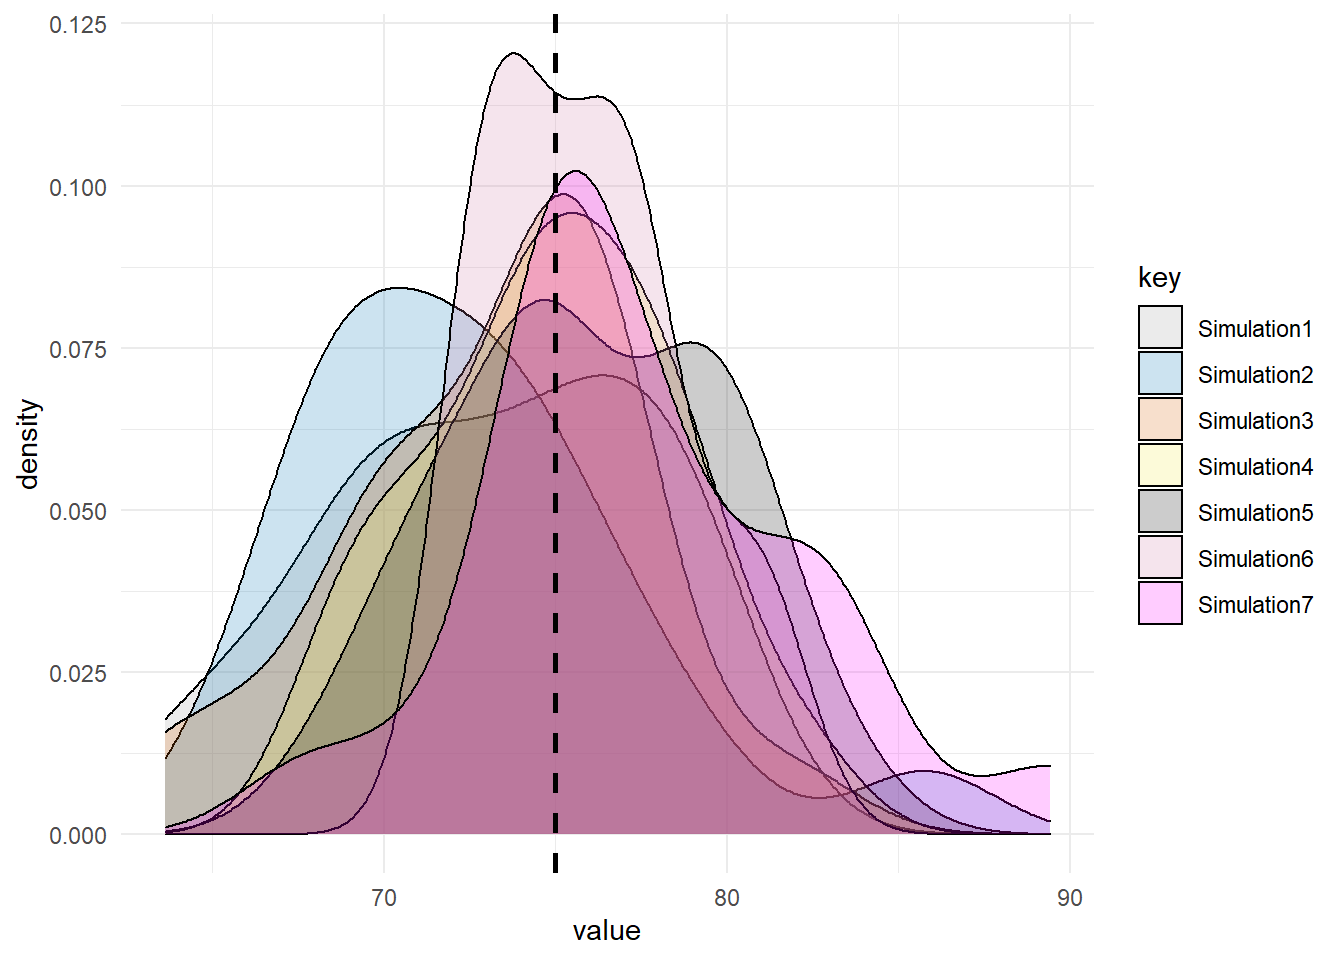 0.125
0.100
0.075
0.050
0.025
0.000
density
70
80
90
value
key
Simulation1
Simulation2
Simulation3
Simulation4
Simulation5
Simulation6
Simulation7